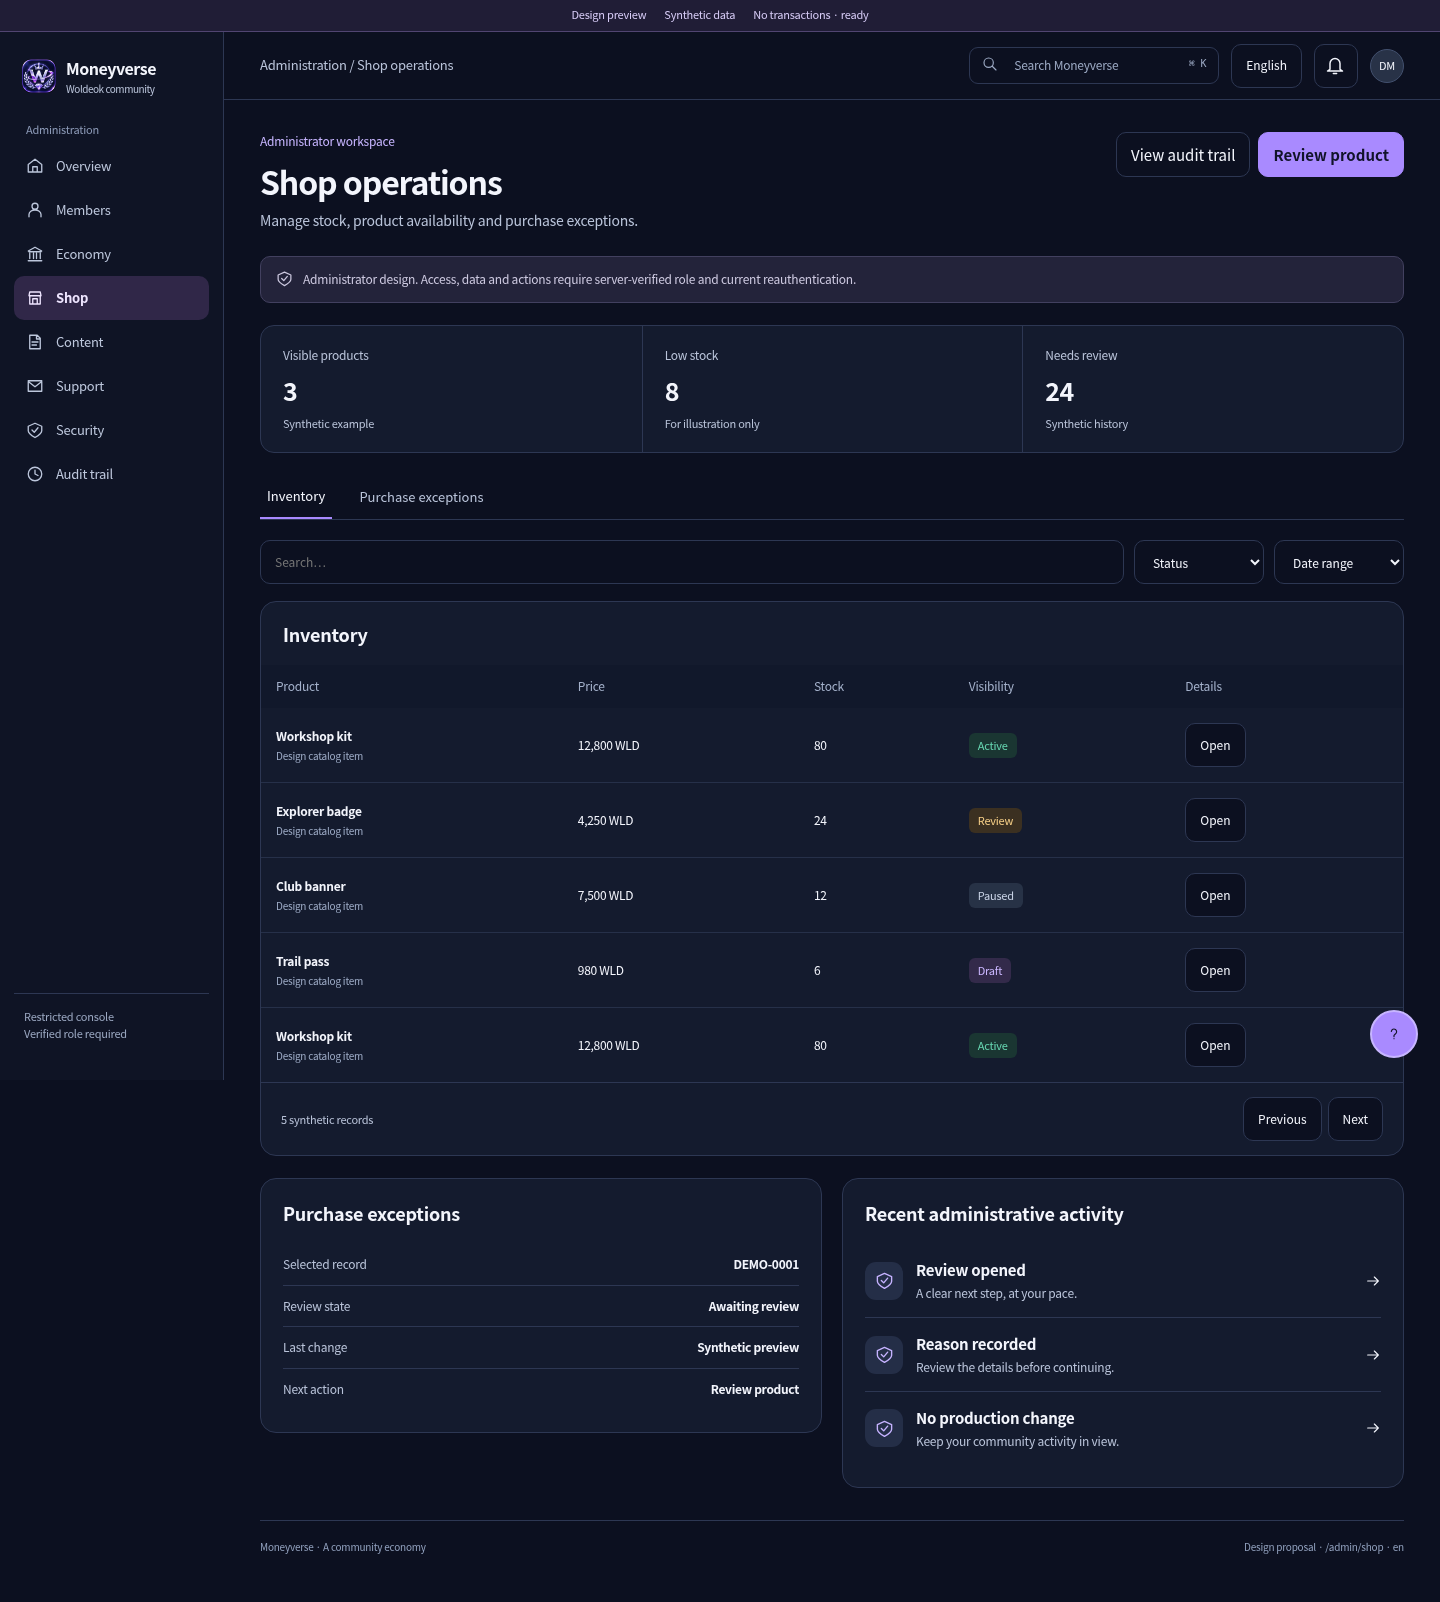 Design preview Synthetic data No transactions · ready
Moneyverse
Woldeok community
Administration / Shop operations
Search Moneyverse ⌘ K
English
DM
Administration
Overview
Members
Economy
Shop
Content
Support
Security
Audit trail
Restricted console
Verified role required
Administrator workspace
Shop operations
Manage stock, product availability and purchase exceptions.
View audit trail
Review product
Administrator design. Access, data and actions require server-verified role and current reauthentication.
Visible products
3
Synthetic example
Low stock
8
For illustration only
Needs review
24
Synthetic history
Inventory Purchase exceptions
Search…
Status
Date range
Inventory
Product Price Stock Visibility Details
Workshop kit
Design catalog item
12,800 WLD 80 Active Open
Explorer badge
Design catalog item
4,250 WLD 24 Review Open
Club banner
Design catalog item
7,500 WLD 12 Paused Open
Trail pass
Design catalog item
980 WLD 6 Draft Open
Workshop kit
Design catalog item
12,800 WLD 80 Active Open
?
5 synthetic records
Previous Next
Purchase exceptions
Selected record DEMO-0001
Review state Awaiting review
Last change Synthetic preview
Next action Review product
Recent administrative activity
Review opened
A clear next step, at your pace.
Reason recorded
Review the details before continuing.
No production change
Keep your community activity in view.
Moneyverse · A community economy
Design proposal · /admin/shop · en